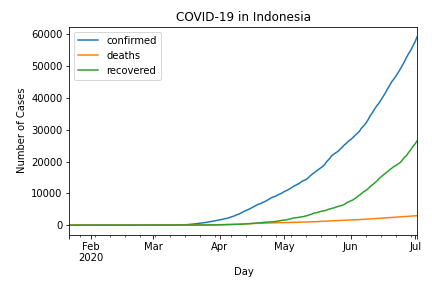 COVID-19 in Indonesia
confirmed
deaths
recovered
Number of Cases
60000
50000
40000
30000
20000
10000
0
Feb
2020
Mar
Apr
May
Jun
Jul
Day